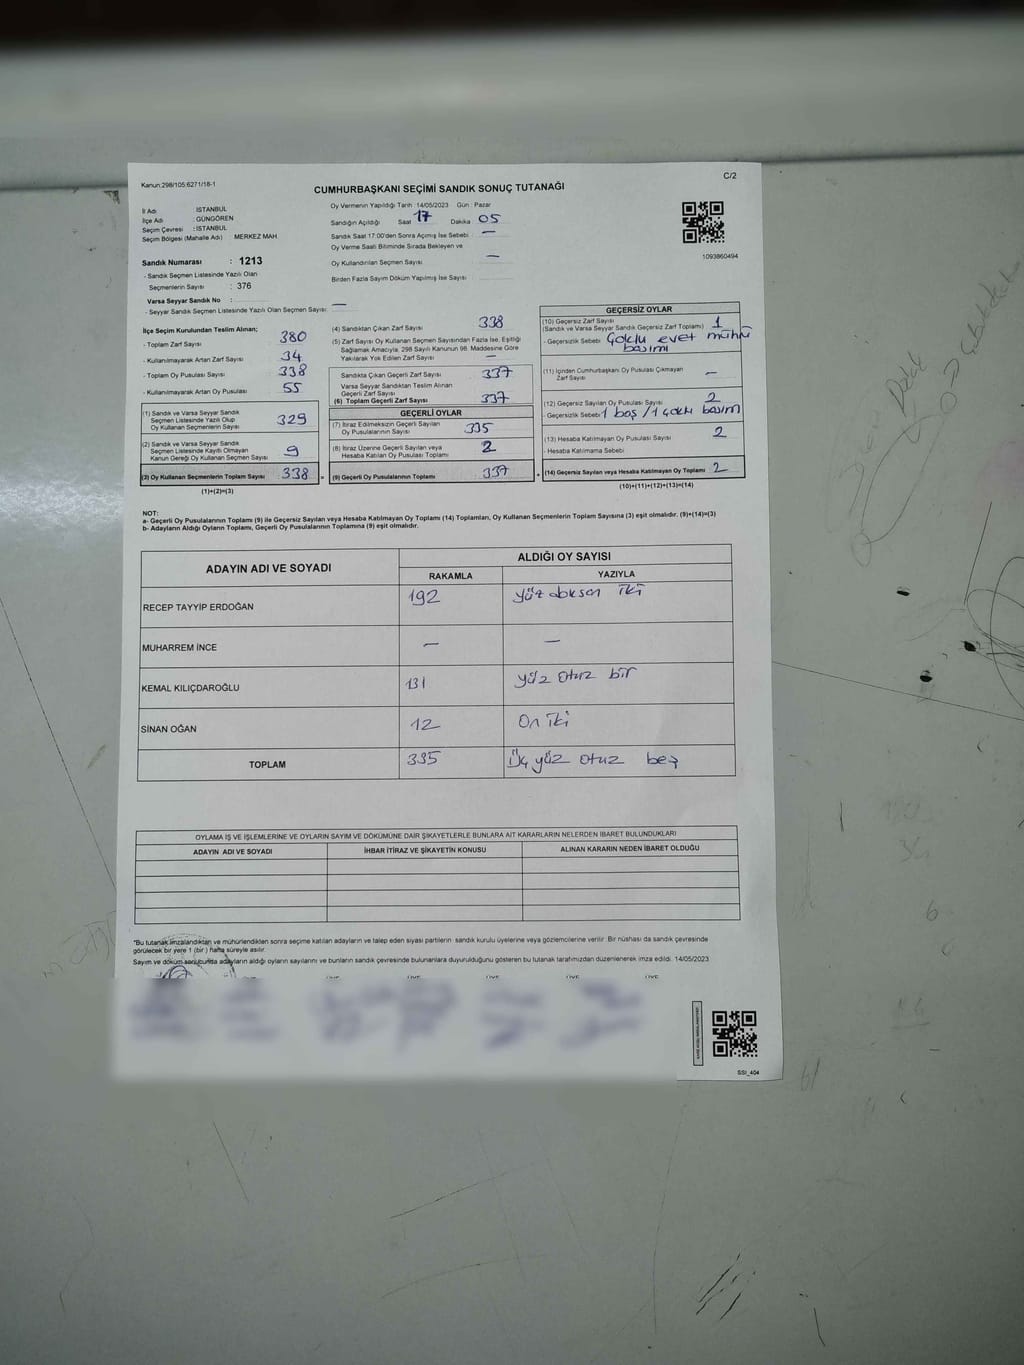 Kanun:298/105:6271/18-1
C/2
CUMHURBAŞKANI SEÇİMİ SANDIK SONUÇ TUTANAĞI
İl Adı : İSTANBUL
İlçe Adı : GÜNGÖREN
Seçim Çevresi : İSTANBUL
Seçim Bölgesi (Mahalle Adı) MERKEZ MAH.
Sandık Numarası : 1213
- Sandık Seçmen Listesinde Yazılı Olan
Seçmenlerin Sayısı : 376
Varsa Seyyar Sandık No :
- Seyyar Sandık Seçmen Listesinde Yazılı Olan Seçmen Sayısı: —
Oy Vermenin Yapıldığı Tarih :14/05/2023 Gün : Pazar
Sandığın Açıldığı Saat 17 Dakika 05
Sandık Saat 17:00'den Sonra Açılmış İse Sebebi —
Oy Verme Saati Bitiminde Sırada Bekleyen ve
Oy Kullandırılan Seçmen Sayısı —
Birden Fazla Sayım Döküm Yapılmış İse Sayısı
1093860494
İlçe Seçim Kurulundan Teslim Alınan;
- Toplam Zarf Sayısı 380
- Kullanılmayarak Artan Zarf Sayısı 34
- Toplam Oy Pusulası Sayısı 338
- Kullanılmayarak Artan Oy Pusulası 55
(1) Sandık ve Varsa Seyyar Sandık
Seçmen Listesinde Yazılı Olup
Oy Kullanan Seçmenlerin Sayısı 329
(2) Sandık ve Varsa Seyyar Sandık
Seçmen Listesinde Kayıtlı Olmayan
Kanun Gereği Oy Kullanan Seçmen Sayısı 9
(3) Oy Kullanan Seçmenlerin Toplam Sayısı 338 =
(1)+(2)=(3)
(4) Sandıktan Çıkan Zarf Sayısı 338
(5) Zarf Sayısı Oy Kullanan Seçmen Sayısından Fazla İse, Eşitliği
Sağlamak Amacıyla, 298 Sayılı Kanunun 98. Maddesine Göre
Yakılarak Yok Edilen Zarf Sayısı —
Sandıkta Çıkan Geçerli Zarf Sayısı 337
Varsa Seyyar Sandıktan Teslim Alınan
Geçerli Zarf Sayısı
(6) Toplam Geçerli Zarf Sayısı 337
GEÇERLİ OYLAR
(7) İtiraz Edilmeksizin Geçerli Sayılan
Oy Pusulalarının Sayısı 335
(8) İtiraz Üzerine Geçerli Sayılan veya
Hesaba Katılan Oy Pusulası Toplamı 2
(9) Geçerli Oy Pusulalarının Toplamı 337 +
GEÇERSİZ OYLAR
(10) Geçersiz Zarf Sayısı
(Sandık ve Varsa Seyyar Sandık Geçersiz Zarf Toplamı) 1
- Geçersizlik Sebebi Çoklu evet mührü
basımı
(11) İçinden Cumhurbaşkanı Oy Pusulası Çıkmayan
Zarf Sayısı —
(12) Geçersiz Sayılan Oy Pusulası Sayısı 2
- Geçersizlik Sebebi 1 boş / 1 çoklu basım
(13) Hesaba Katılmayan Oy Pusulası Sayısı 2
- Hesaba Katılmama Sebebi
(14) Geçersiz Sayılan veya Hesaba Katılmayan Oy Toplamı 2
(10)+(11)+(12)+(13)=(14)
NOT:
a- Geçerli Oy Pusulalarının Toplamı (9) ile Geçersiz Sayılan veya Hesaba Katılmayan Oy Toplamı (14) Toplamları, Oy Kullanan Seçmenlerin Toplam Sayısına (3) eşit olmalıdır. (9)+(14)=(3)
b- Adayların Aldığı Oyların Toplamı, Geçerli Oy Pusulalarının Toplamına (9) eşit olmalıdır.
ADAYIN ADI VE SOYADI
ALDIĞI OY SAYISI
RAKAMLA YAZIYLA
RECEP TAYYİP ERDOĞAN 192 yüz doksan iki
MUHARREM İNCE — —
KEMAL KILIÇDAROĞLU 131 yüz otuz bir
SİNAN OĞAN 12 On iki
TOPLAM 335 Üç yüz otuz beş
OYLAMA İŞ VE İŞLEMLERİNE VE OYLARIN SAYIM VE DÖKÜMÜNE DAİR ŞİKAYETLERLE BUNLARA AİT KARARLARIN NELERDEN İBARET BULUNDUKLARI
ADAYIN ADI VE SOYADI İHBAR İTİRAZ VE ŞİKAYETİN KONUSU ALINAN KARARIN NEDEN İBARET OLDUĞU
*Bu tutanak imzalandıktan ve mühürlendikten sonra seçime katılan adayların ve talep eden siyasi partilerin sandık kurulu üyelerine veya gözlemcilerine verilir. Bir nüshası da sandık çevresinde
görülecek bir yere 1 (bir ) hafta süreyle asılır.
Sayım ve döküm sonucunda adayların aldığı oyların sayılarını ve bunların sandık çevresinde bulunanlara duyurulduğunu gösteren bu tutanak tarafımızdan düzenlenerek imza edildi. 14/05/2023
SSI_404